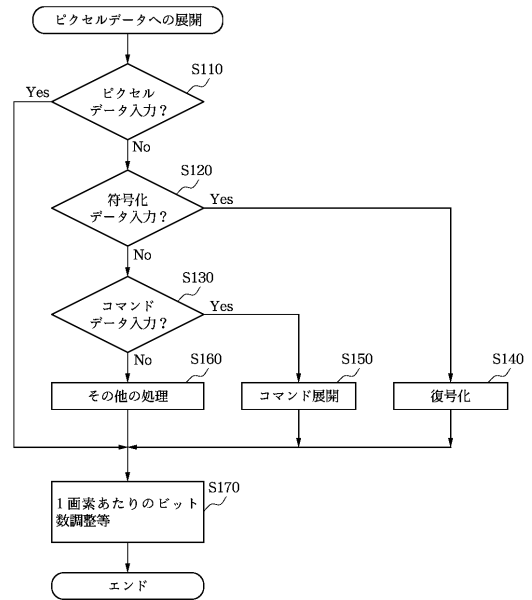 ピクセルデータへの展開
S110
Yes
ピクセル
データ入力？
No
S120
符号化
データ入力？
Yes
No
S130
コマンド
データ入力？
Yes
No
S160
その他の処理
S150
コマンド展開
S140
復号化
S170
1画素あたりのビット
数調整等
エンド